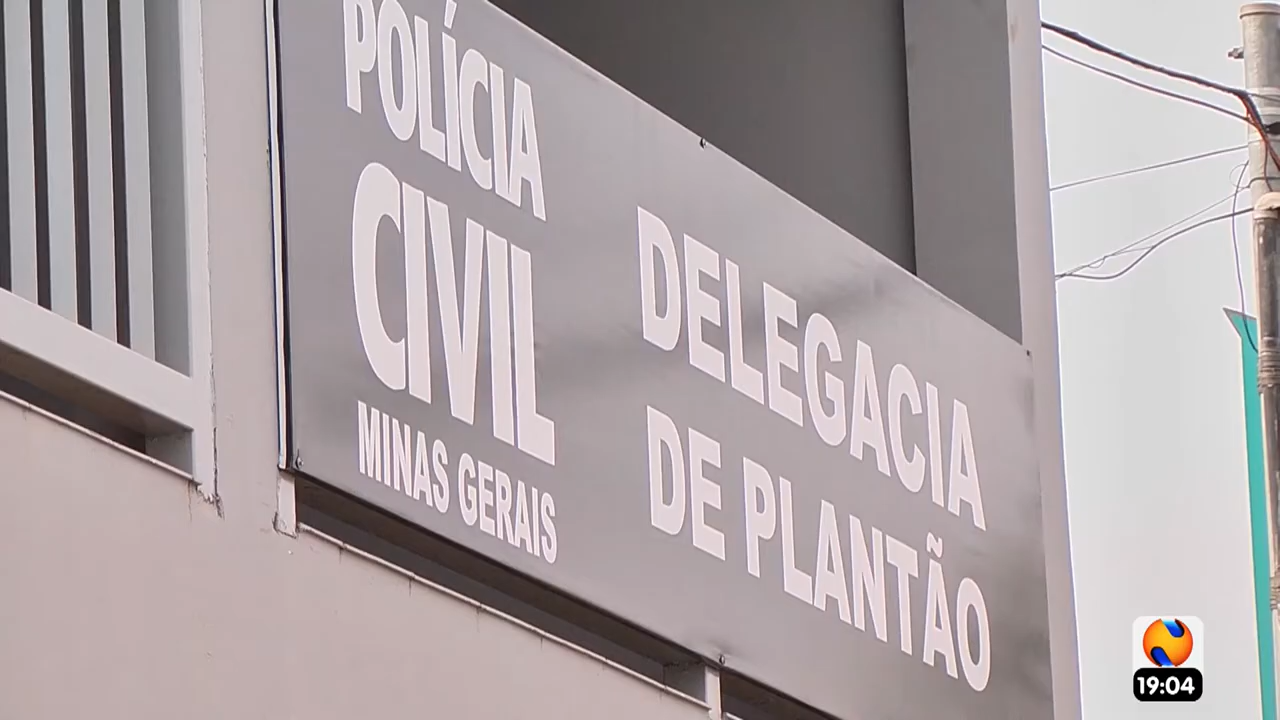 POLÍCIA
CIVIL
MINAS GERAIS
DELEGACIA
DE PLANTÃO
19:04